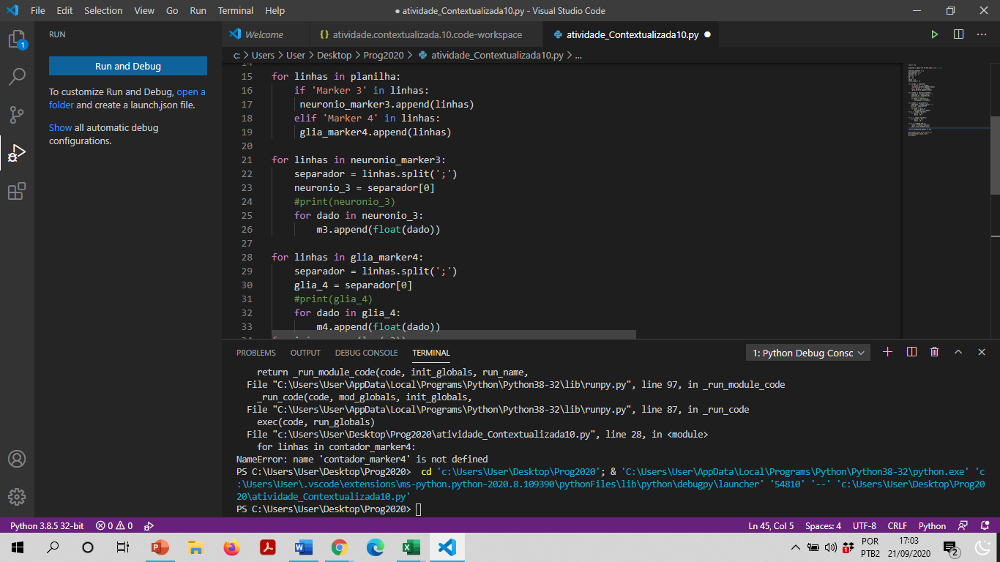 File Edit Selection View Go Run Terminal Help
● atividade_Contextualizada10.py - Visual Studio Code
RUN
Welcome
{} atividade.contextualizada.10.code-workspace
atividade_Contextualizada10.py ●
1
Run and Debug
c: > Users > User > Desktop > Prog2020 > atividade_Contextualizada10.py > ...
To customize Run and Debug, open a
folder and create a launch.json file.
Show all automatic debug
configurations.
14
15 for linhas in planilha:
16     if 'Marker 3' in linhas:
17      neuronio_marker3.append(linhas)
18     elif 'Marker 4' in linhas:
19      glia_marker4.append(linhas)
20
21 for linhas in neuronio_marker3:
22     separador = linhas.split(';')
23     neuronio_3 = separador[0]
24     #print(neuronio_3)
25     for dado in neuronio_3:
26         m3.append(float(dado))
27
28 for linhas in glia_marker4:
29     separador = linhas.split(';')
30     glia_4 = separador[0]
31     #print(glia_4)
32     for dado in glia_4:
33         m4.append(float(dado))
PROBLEMS OUTPUT DEBUG CONSOLE TERMINAL
1: Python Debug Consc
    return _run_module_code(code, init_globals, run_name,
  File "C:\Users\User\AppData\Local\Programs\Python\Python38-32\lib\runpy.py", line 97, in _run_module_code
    _run_code(code, mod_globals, init_globals,
  File "C:\Users\User\AppData\Local\Programs\Python\Python38-32\lib\runpy.py", line 87, in _run_code
    exec(code, run_globals)
  File "c:\Users\User\Desktop\Prog2020\atividade_Contextualizada10.py", line 28, in <module>
    for linhas in contador_marker4:
NameError: name 'contador_marker4' is not defined
PS C:\Users\User\Desktop\Prog2020>  cd 'c:\Users\User\Desktop\Prog2020'; & 'C:\Users\User\AppData\Local\Programs\Python\Python38-32\python.exe' 'c
:\Users\User\.vscode\extensions\ms-python.python-2020.8.109390\pythonFiles\lib\python\debugpy\launcher' '54810' '--' 'c:\Users\User\Desktop\Prog20
20\atividade_Contextualizada10.py'
PS C:\Users\User\Desktop\Prog2020>
Python 3.8.5 32-bit 0 0
Ln 45, Col 5 Spaces: 4 UTF-8 CRLF Python
POR
PTB2
17:03
21/09/2020
2